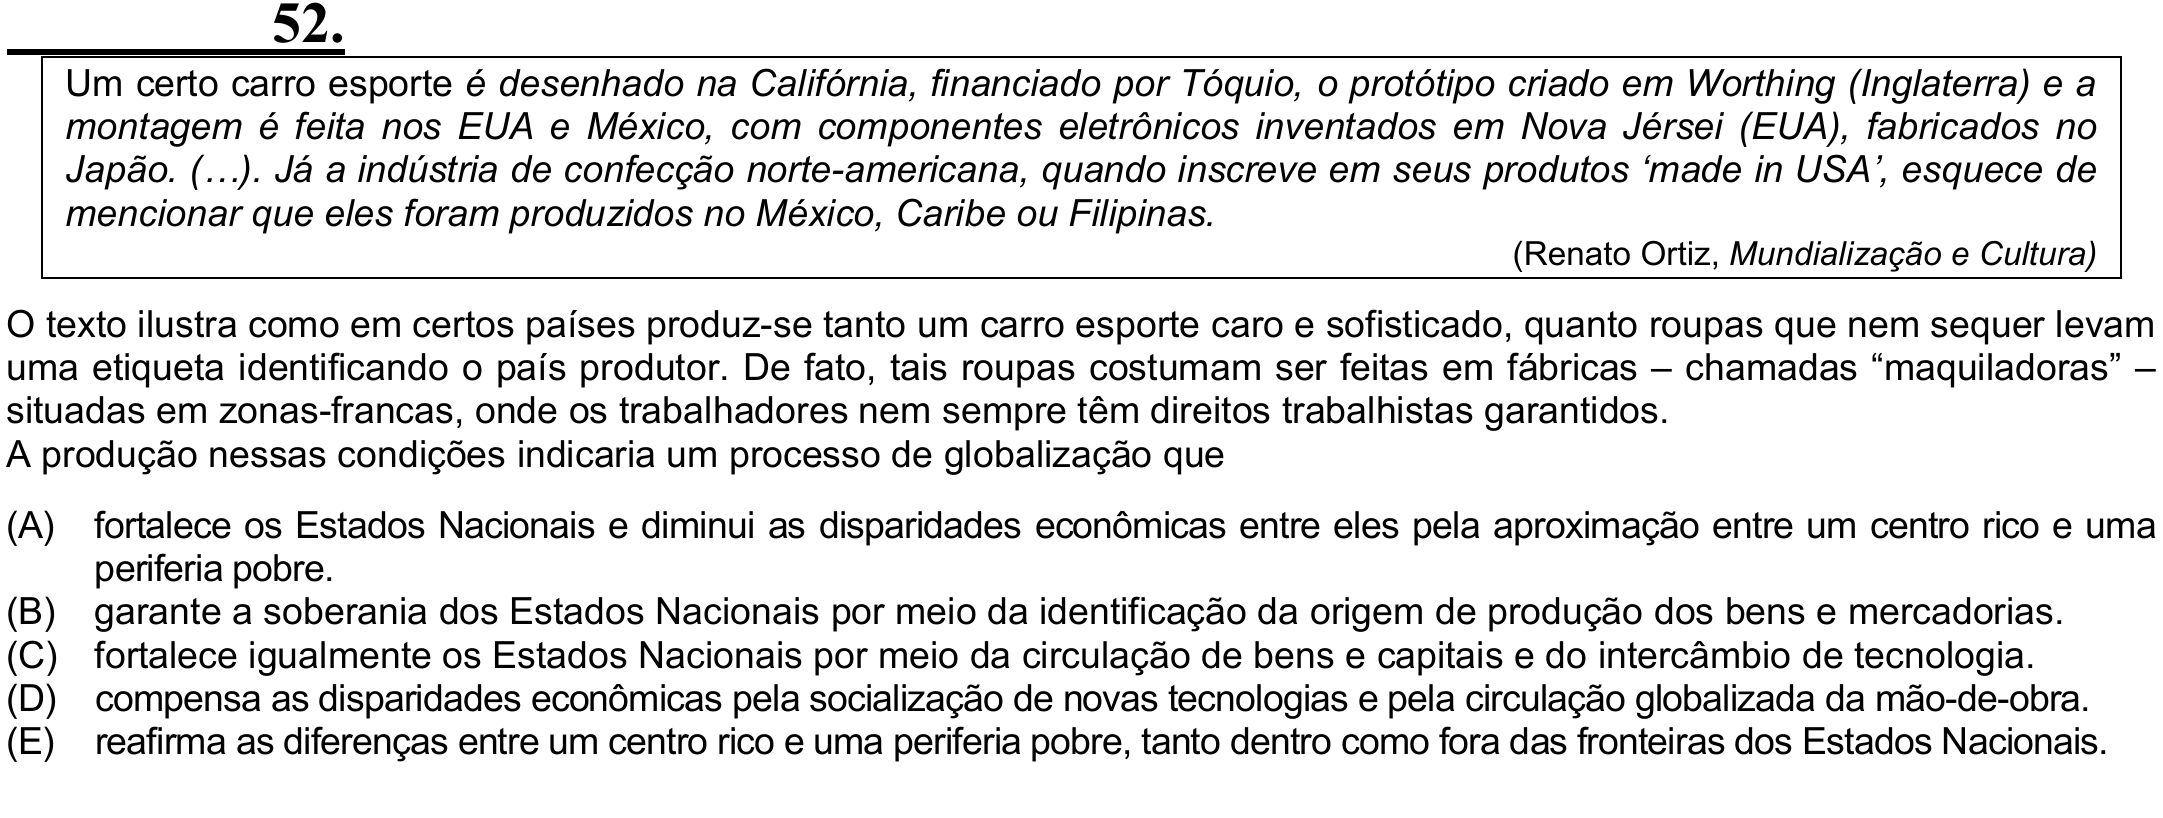 52.
Um certo carro esporte é desenhado na Califórnia, financiado por Tóquio, o protótipo criado em Worthing (Inglaterra) e a
montagem é feita nos EUA e México, com componentes eletrônicos inventados em Nova Jérsei (EUA), fabricados no
Japão. (…). Já a indústria de confecção norte-americana, quando inscreve em seus produtos ‘made in USA’, esquece de
mencionar que eles foram produzidos no México, Caribe ou Filipinas.
(Renato Ortiz, Mundialização e Cultura)
O texto ilustra como em certos países produz-se tanto um carro esporte caro e sofisticado, quanto roupas que nem sequer levam
uma etiqueta identificando o país produtor. De fato, tais roupas costumam ser feitas em fábricas – chamadas “maquiladoras” –
situadas em zonas-francas, onde os trabalhadores nem sempre têm direitos trabalhistas garantidos.
A produção nessas condições indicaria um processo de globalização que
(A) fortalece os Estados Nacionais e diminui as disparidades econômicas entre eles pela aproximação entre um centro rico e uma
periferia pobre.
(B) garante a soberania dos Estados Nacionais por meio da identificação da origem de produção dos bens e mercadorias.
(C) fortalece igualmente os Estados Nacionais por meio da circulação de bens e capitais e do intercâmbio de tecnologia.
(D) compensa as disparidades econômicas pela socialização de novas tecnologias e pela circulação globalizada da mão-de-obra.
(E) reafirma as diferenças entre um centro rico e uma periferia pobre, tanto dentro como fora das fronteiras dos Estados Nacionais.